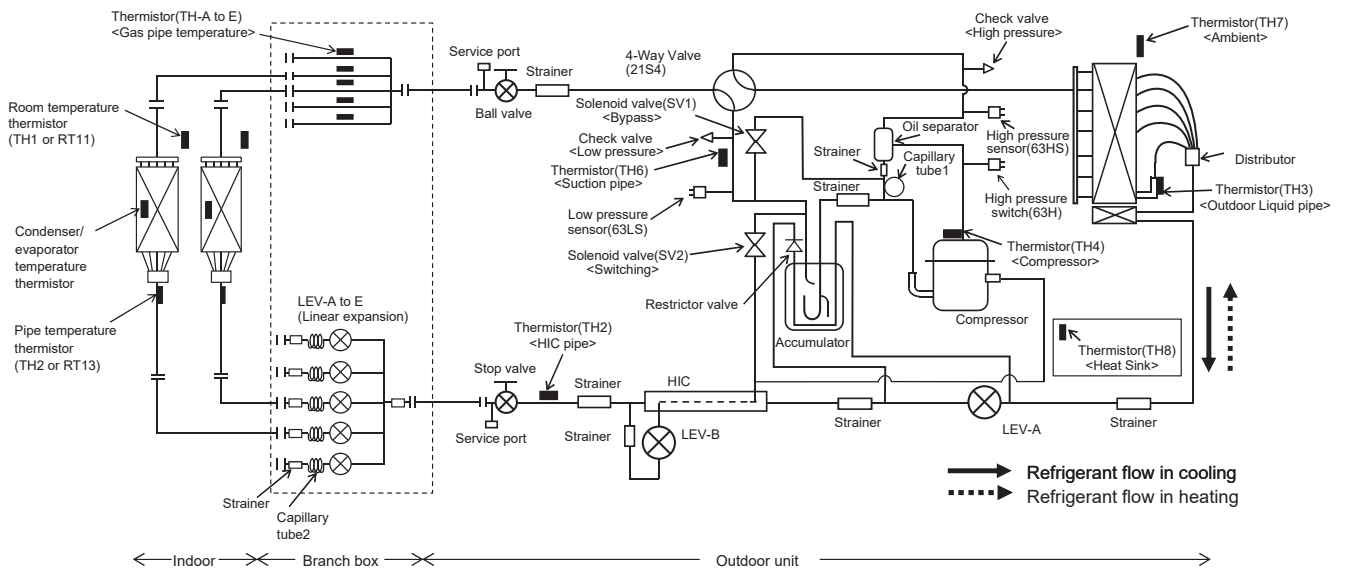 Thermistor(TH-A to E)
<Gas pipe temperature>
Service port
Strainer
Ball valve
4-Way Valve
(21S4)
Check valve
<High pressure>
Thermistor(TH7)
<Ambient>
Room temperature
thermistor
(TH1 or RT11)
Solenoid valve(SV1)
<Bypass>
Check valve
<Low pressure>
Thermistor(TH6)
<Suction pipe>
Oil separator
Strainer
Capillary
tube1
Strainer
High pressure
sensor(63HS)
High pressure
switch(63H)
Distributor
Thermistor(TH3)
<Outdoor Liquid pipe>
Condenser/
evaporator
temperature
thermistor
Low pressure
sensor(63LS)
Solenoid valve(SV2)
<Switching>
Thermistor(TH4)
<Compressor>
Restrictor valve
LEV-A to E
(Linear expansion)
Accumulator
Compressor
Pipe temperature
thermistor
(TH2 or RT13)
Thermistor(TH2)
<HIC pipe>
Thermistor(TH8)
<Heat Sink>
Stop valve
Strainer
HIC
Service port
Strainer
LEV-B
Strainer
LEV-A
Strainer
Strainer
Capillary
tube2
Refrigerant flow in cooling
Refrigerant flow in heating
Indoor
Branch box
Outdoor unit